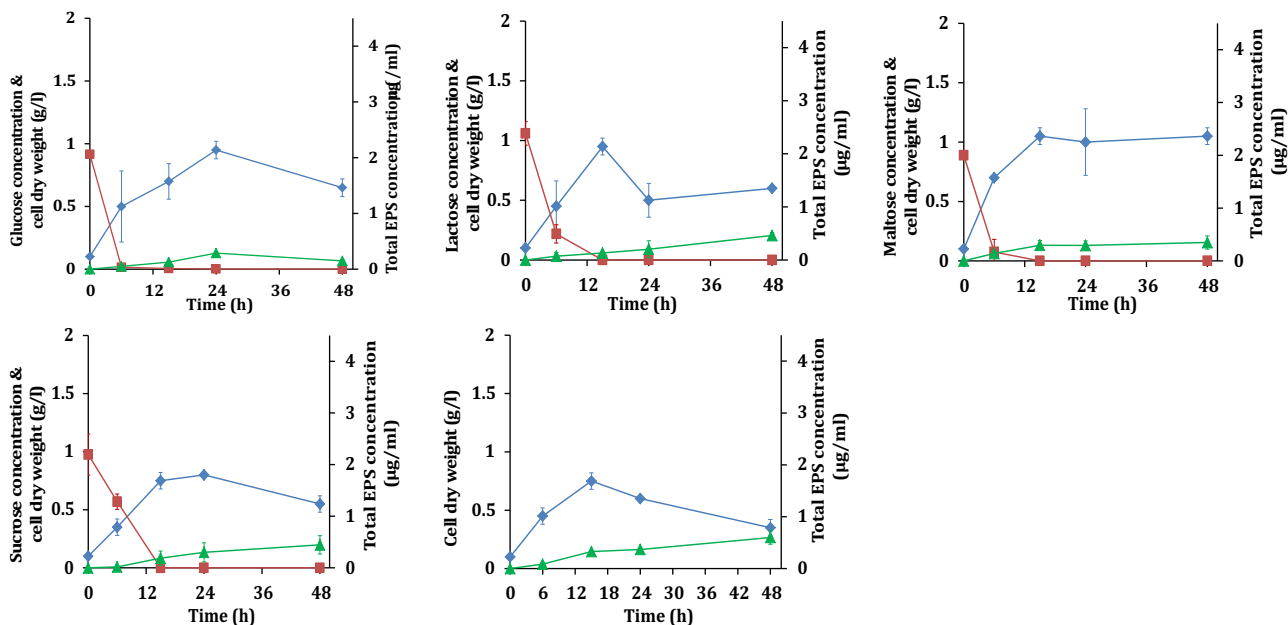 Glucose concentration &
cell dry weight (g/l)
2
1.5
1
0.5
0
0 12 24 36 48
Time (h)
4
3
2
1
0
Total EPS concentration
Lactose concentration &
cell dry weight (g/l)
2
1.5
1
0.5
0
0 12 24 36 48
Time (h)
4
3
2
1
0
Total EPS concentration
(µg/ml)
Maltose concentration &
cell dry weight (g/l)
2
1.5
1
0.5
0
0 12 24 36 48
Time (h)
4
3
2
1
0
Total EPS concentration
(µg/ml)
Sucrose concentration &
cell dry weight (g/l)
2
1.5
1
0.5
0
0 12 24 36 48
Time (h)
4
3
2
1
0
Total EPS concentration
(µg/ml)
Cell dry weight (g/l)
2
1.5
1
0.5
0
0 6 12 18 24 30 36 42 48
Time (h)
4
3
2
1
0
Total EPS concentration
(µg/ml)